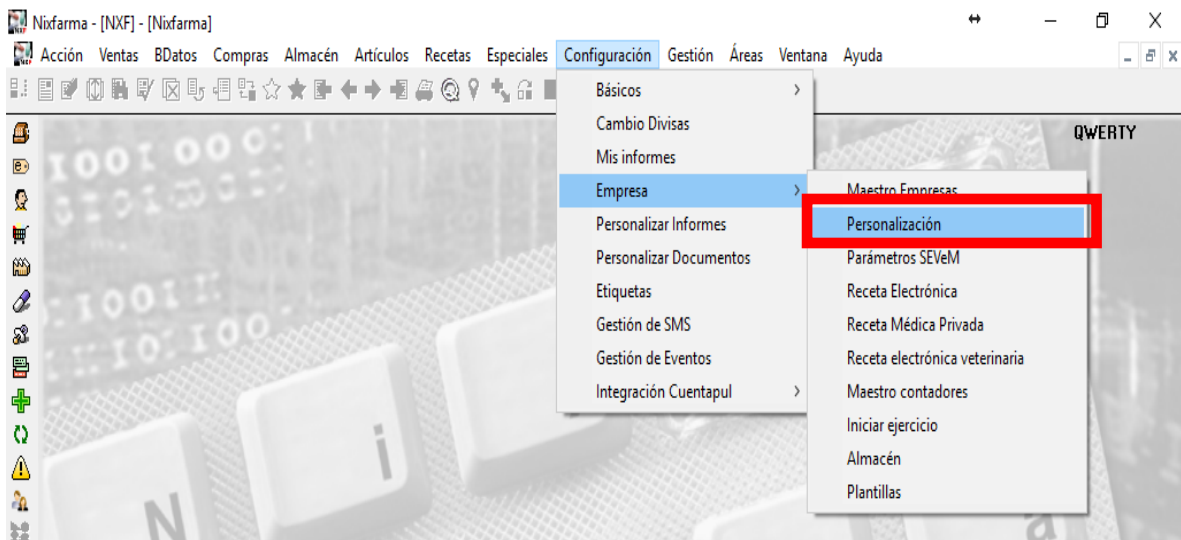 Nixfarma - [NXF] - [Nixfarma]
Acción Ventas BDatos Compras Almacén Artículos Recetas Especiales Configuración Gestión Áreas Ventana Ayuda
QWERTY
Básicos
Cambio Divisas
Mis informes
Empresa
Personalizar Informes
Personalizar Documentos
Etiquetas
Gestión de SMS
Gestión de Eventos
Integración Cuentapul
Maestro Empresas
Personalización
Parámetros SEVeM
Receta Electrónica
Receta Médica Privada
Receta electrónica veterinaria
Maestro contadores
Iniciar ejercicio
Almacén
Plantillas
N i a